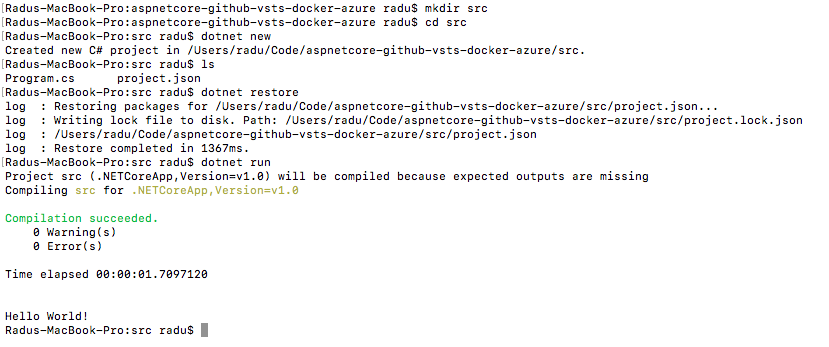 [Radus-MacBook-Pro:aspnetcore-github-vsts-docker-azure radu$ mkdir src
[Radus-MacBook-Pro:aspnetcore-github-vsts-docker-azure radu$ cd src
[Radus-MacBook-Pro:src radu$ dotnet new
Created new C# project in /Users/radu/Code/aspnetcore-github-vsts-docker-azure/src.
[Radus-MacBook-Pro:src radu$ ls
Program.cs      project.json
[Radus-MacBook-Pro:src radu$ dotnet restore
log  : Restoring packages for /Users/radu/Code/aspnetcore-github-vsts-docker-azure/src/project.json...
log  : Writing lock file to disk. Path: /Users/radu/Code/aspnetcore-github-vsts-docker-azure/src/project.lock.json
log  : /Users/radu/Code/aspnetcore-github-vsts-docker-azure/src/project.json
log  : Restore completed in 1367ms.
[Radus-MacBook-Pro:src radu$ dotnet run
Project src (.NETCoreApp,Version=v1.0) will be compiled because expected outputs are missing
Compiling src for .NETCoreApp,Version=v1.0
Compilation succeeded.
    0 Warning(s)
    0 Error(s)
Time elapsed 00:00:01.7097120
Hello World!
Radus-MacBook-Pro:src radu$